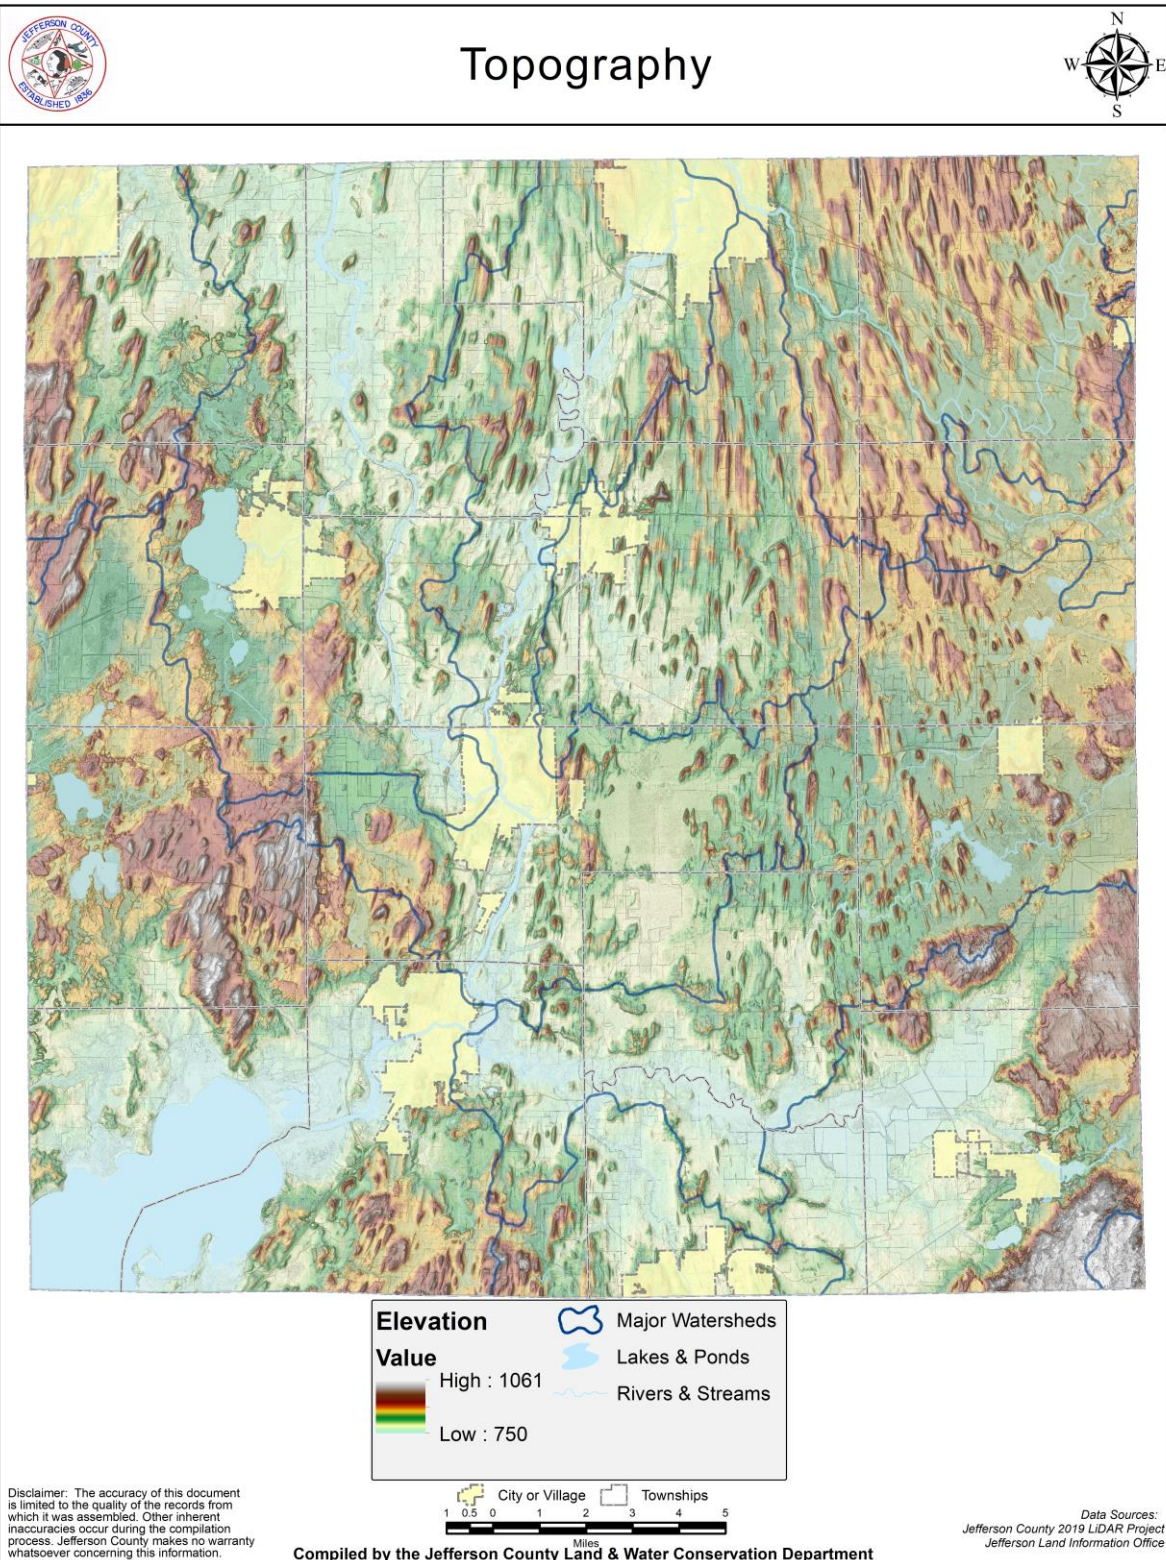 JEFFERSON COUNTY
ESTABLISHED 1836
Topography
N
W E
S
Elevation
Value
High : 1061
Low : 750
Major Watersheds
Lakes & Ponds
Rivers & Streams
City or Village
Townships
1 0.5 0 1 2 3 4 5
Miles
Disclaimer: The accuracy of this document
is limited to the quality of the records from
which it was assembled. Other inherent
inaccuracies occur during the compilation
process. Jefferson County makes no warranty
whatsoever concerning this information.
Compiled by the Jefferson County Land & Water Conservation Department
Data Sources:
Jefferson County 2019 LiDAR Project
Jefferson Land Information Office